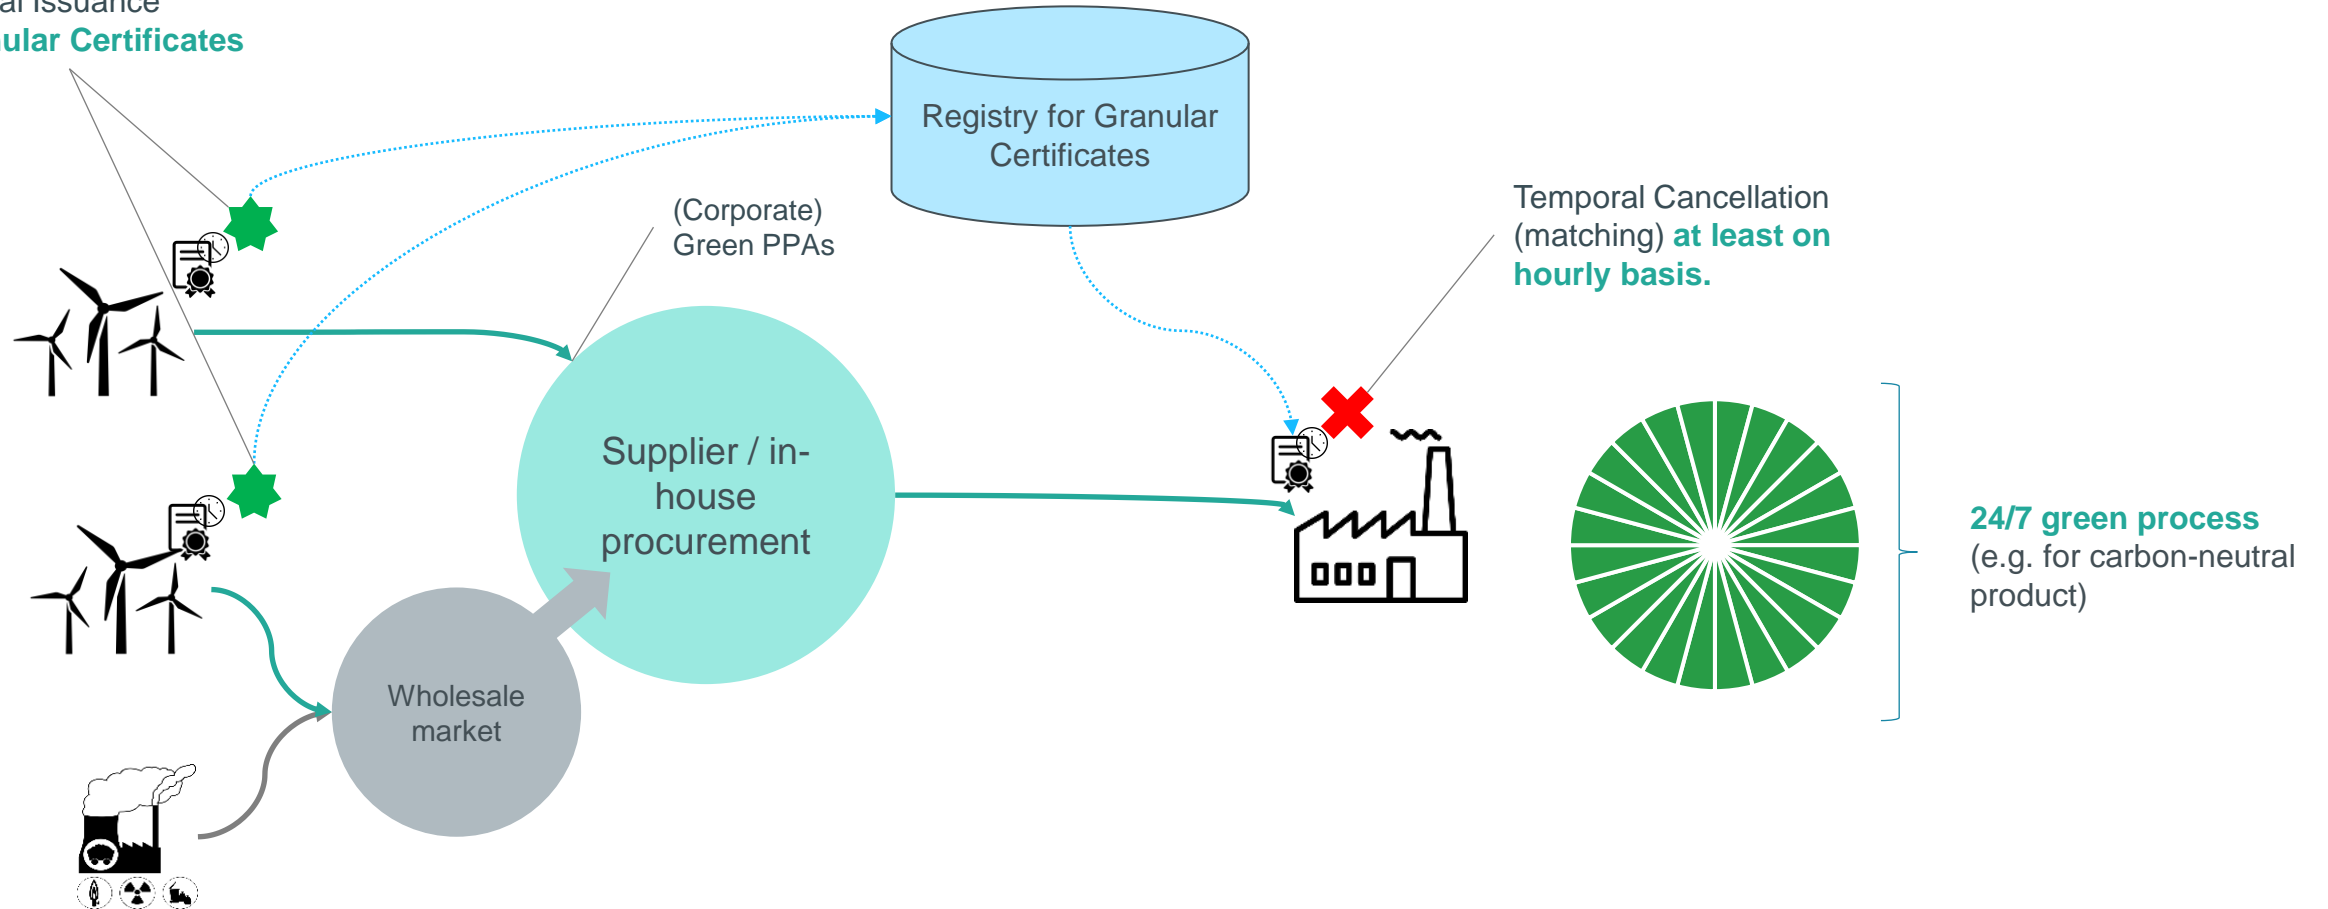 Issuance
Certificates
Registry for Granular
Certificates
(Corporate)
Green PPAs
Temporal Cancellation
(matching) at least on
hourly basis.
Supplier / in-
house
procurement
24/7 green process
(e.g. for carbon-neutral
product)
Wholesale
market